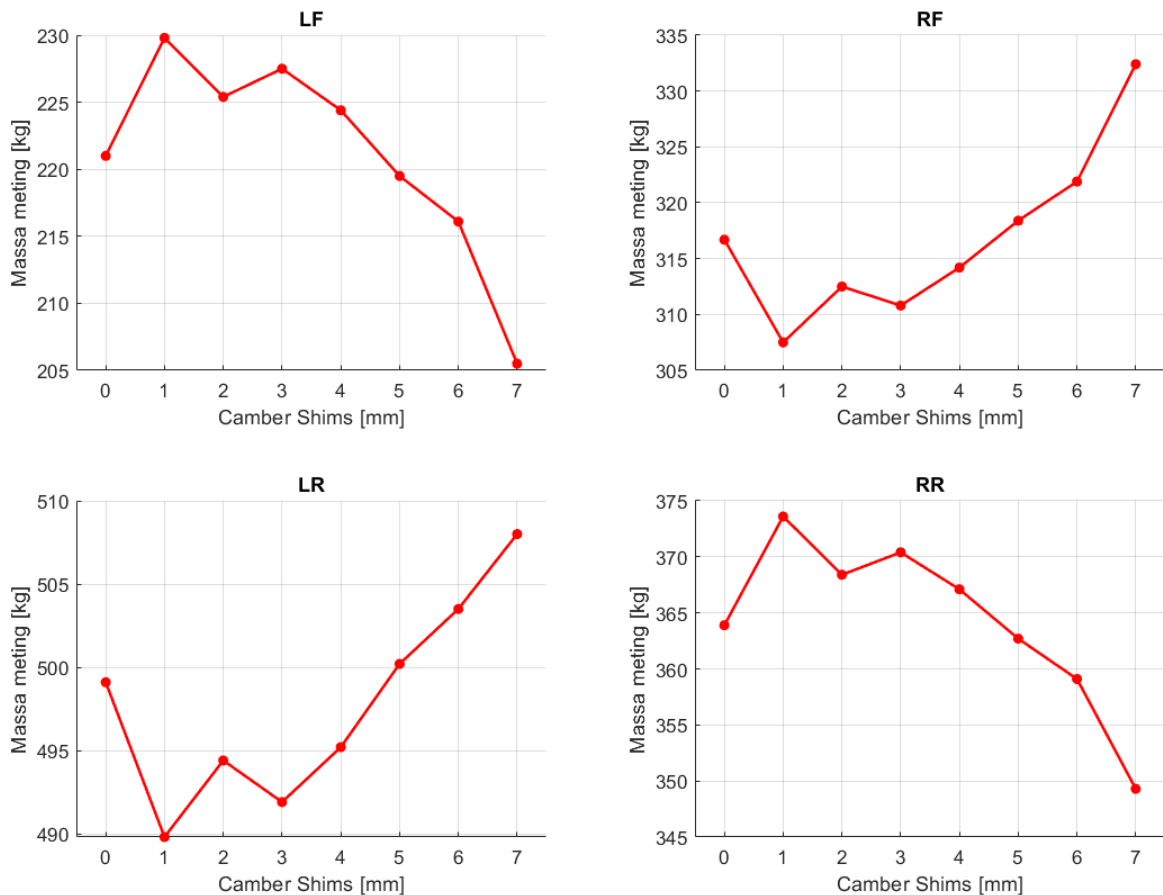 LF
230
225
220
215
210
205
Massa meting [kg]
0 1 2 3 4 5 6 7
Camber Shims [mm]
RF
335
330
325
320
315
310
305
Massa meting [kg]
0 1 2 3 4 5 6 7
Camber Shims [mm]
LR
510
505
500
495
490
Massa meting [kg]
0 1 2 3 4 5 6 7
Camber Shims [mm]
RR
375
370
365
360
355
350
345
Massa meting [kg]
0 1 2 3 4 5 6 7
Camber Shims [mm]